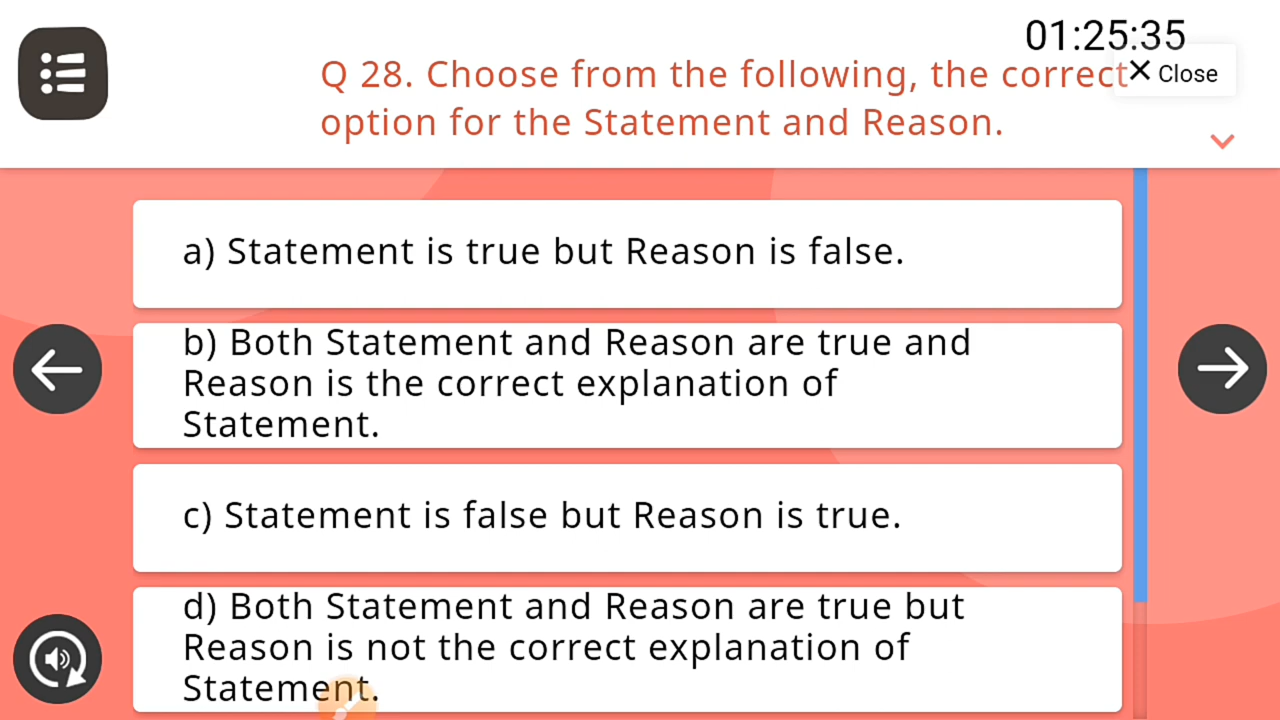 01:25:35
Q 28. Choose from the following, the correct
Close
option for the Statement and Reason.
a) Statement is true but Reason is false.
b) Both Statement and Reason are true and
Reason is the correct explanation of
Statement.
c) Statement is false but Reason is true.
d) Both Statement and Reason are true but
Reason is not the correct explanation of
Statement.